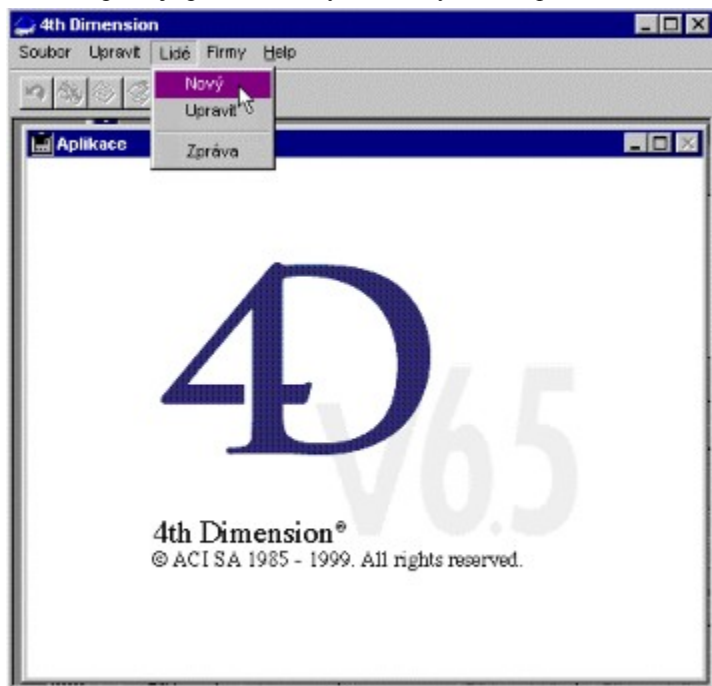 4th Dimension
Soubor Upravit Lidé Firmy Help
Nový
Upravit
Zpráva
Aplikace
4D
V6.5
4th Dimension®
© ACI SA 1985 - 1999. All rights reserved.